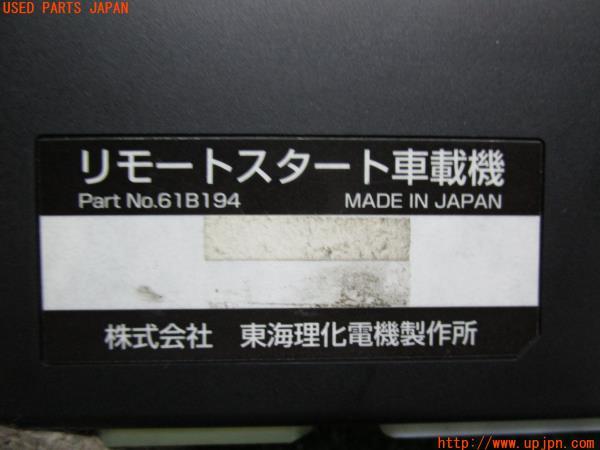 USED PARTS JAPAN
リモートスタート車載機
Part No.61B194 MADE IN JAPAN
株式会社 東海理化電機製作所
http://www.upjpn.com/